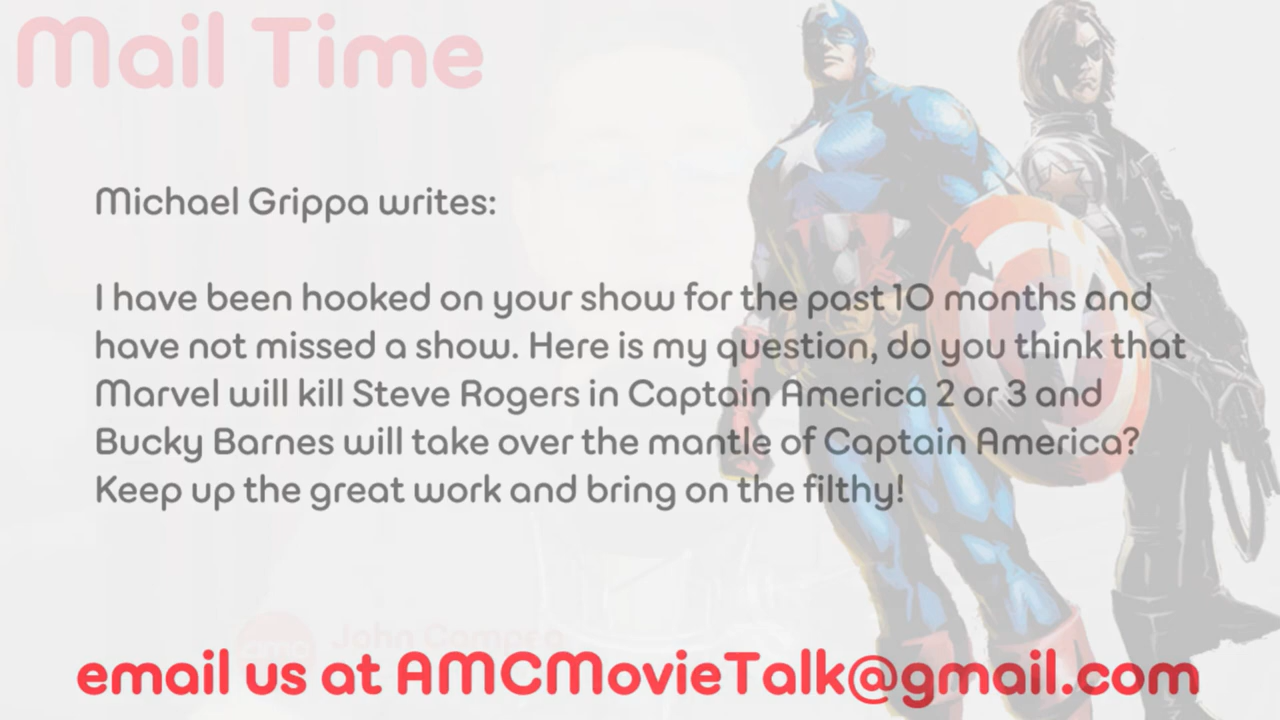 Mail Time
Michael Grippa writes:
I have been hooked on your show for the past 10 months and
have not missed a show. Here is my question, do you think that
Marvel will kill Steve Rogers in Captain America 2 or 3 and
Bucky Barnes will take over the mantle of Captain America?
Keep up the great work and bring on the filthy!
amc John Campea
email us at AMCMovieTalk@gmail.com